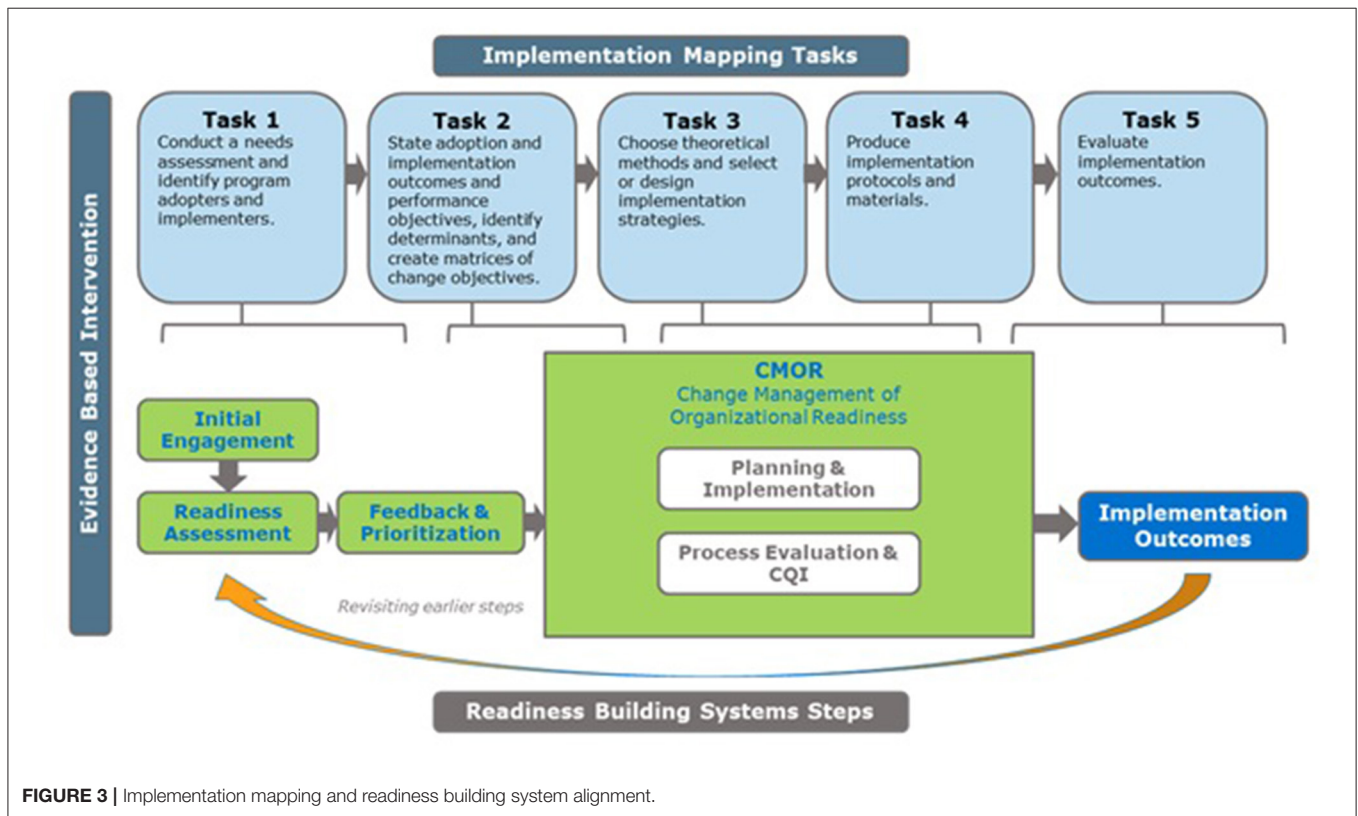 Implementation Mapping Tasks
Evidence Based Intervention
Task 1
Conduct a needs
assessment and
identify program
adopters and
implementers.
Task 2
State adoption and
implementation
outcomes and
performance
objectives, identify
determinants, and
create matrices of
change objectives.
Task 3
Choose theoretical
methods and select
or design
implementation
strategies.
Task 4
Produce
implementation
protocols and
materials.
Task 5
Evaluate
implementation
outcomes.
Initial
Engagement
Readiness
Assessment
Feedback &
Prioritization
CMOR
Change Management of
Organizational Readiness
Planning &
Implementation
Process Evaluation &
CQI
Implementation
Outcomes
Revisiting earlier steps
Readiness Building Systems Steps
FIGURE 3 | Implementation mapping and readiness building system alignment.